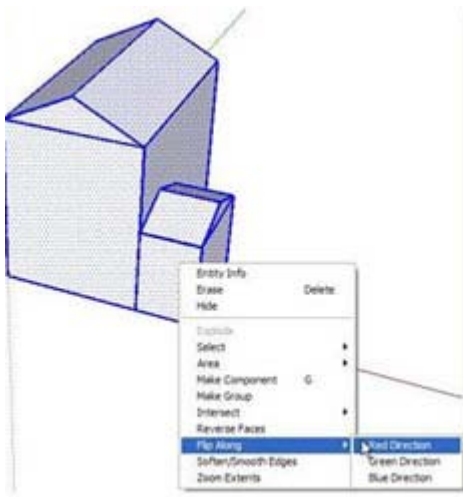 Entity Info
Erase Delete
Hide
Explode
Select
Area
Make Component G
Make Group
Intersect
Reverse Faces
Flip Along Red Direction
Soften/Smooth Edges Green Direction
Zoom Extents Blue Direction